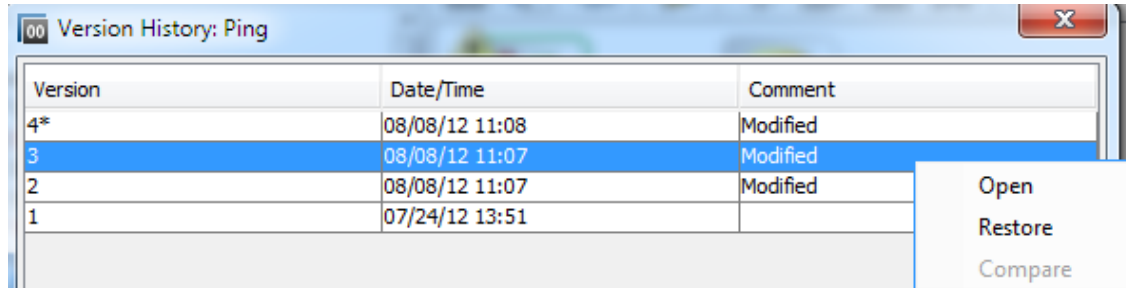 00 Version History: Ping
Version Date/Time Comment
4* 08/08/12 11:08 Modified
3 08/08/12 11:07 Modified
2 08/08/12 11:07 Modified
1 07/24/12 13:51
Open
Restore
Compare